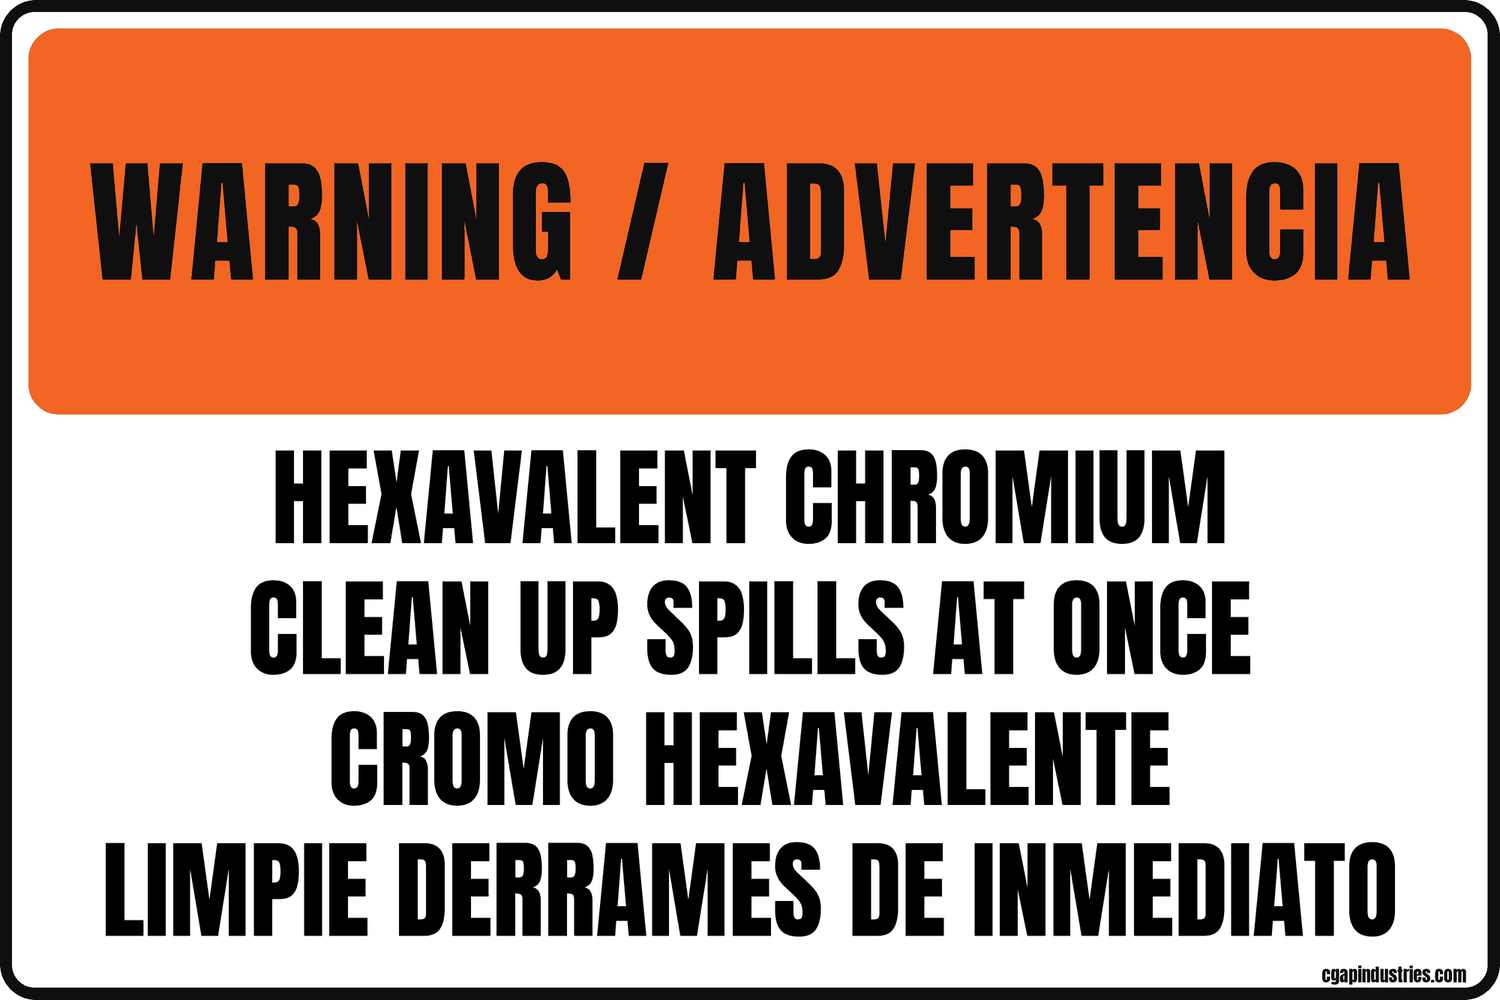 WARNING / ADVERTENCIA
HEXAVALENT CHROMIUM
CLEAN UP SPILLS AT ONCE
CROMO HEXAVALENTE
LIMPIE DERRAMES DE INMEDIATO
cgapindustries.com